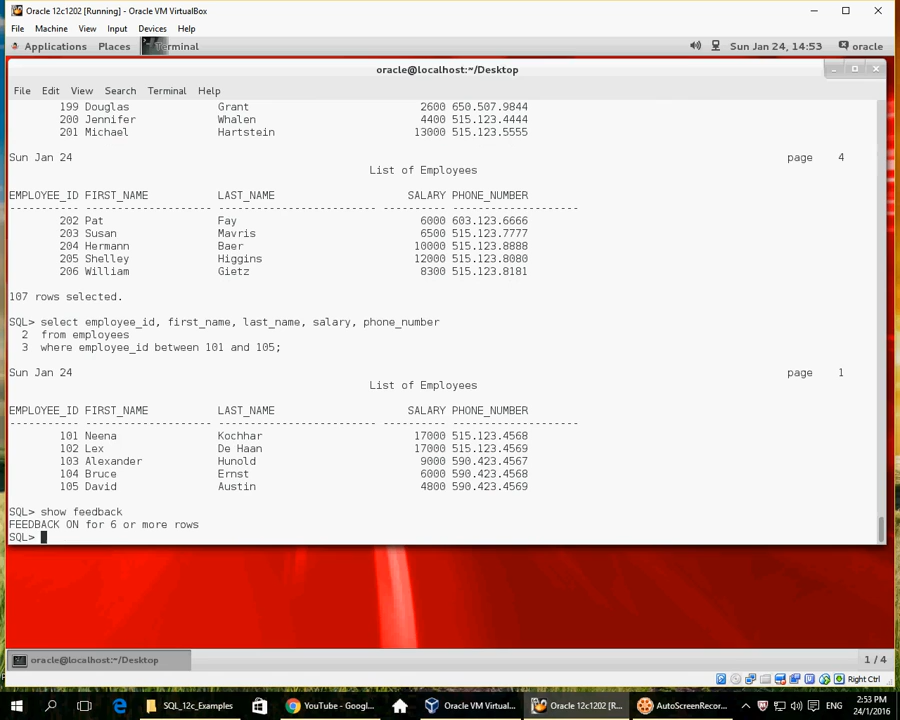 Oracle 12c1202 [Running] - Oracle VM VirtualBox
File Machine View Input Devices Help
Applications Places Terminal Sun Jan 24, 14:53 oracle
oracle@localhost:~/Desktop
File Edit View Search Terminal Help
199 Douglas Grant 2600 650.507.9844
200 Jennifer Whalen 4400 515.123.4444
201 Michael Hartstein 13000 515.123.5555
Sun Jan 24 page 4
List of Employees
EMPLOYEE_ID FIRST_NAME LAST_NAME SALARY PHONE_NUMBER
----------- -------------------- ------------------------- ---------- --------------------
202 Pat Fay 6000 603.123.6666
203 Susan Mavris 6500 515.123.7777
204 Hermann Baer 10000 515.123.8888
205 Shelley Higgins 12000 515.123.8080
206 William Gietz 8300 515.123.8181
107 rows selected.
SQL> select employee_id, first_name, last_name, salary, phone_number
2 from employees
3 where employee_id between 101 and 105;
Sun Jan 24 page 1
List of Employees
EMPLOYEE_ID FIRST_NAME LAST_NAME SALARY PHONE_NUMBER
----------- -------------------- ------------------------- ---------- --------------------
101 Neena Kochhar 17000 515.123.4568
102 Lex De Haan 17000 515.123.4569
103 Alexander Hunold 9000 590.423.4567
104 Bruce Ernst 6000 590.423.4568
105 David Austin 4800 590.423.4569
SQL> show feedback
FEEDBACK ON for 6 or more rows
SQL>
oracle@localhost:~/Desktop 1 / 4
Right Ctrl
SQL_12c_Examples YouTube - Googl... Oracle VM Virtual... Oracle 12c1202 [R... AutoScreenRecor... ENG 2:53 PM
24/1/2016